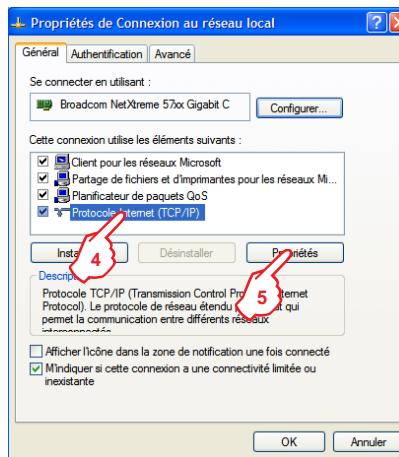 Propriétés de Connexion au réseau local
Général Authentification Avancé
Se connecter en utilisant :
Broadcom NetXtreme 57xx Gigabit C Configurer...
Cette connexion utilise les éléments suivants :
Client pour les réseaux Microsoft
Partage de fichiers et d'imprimantes pour les réseaux Mi...
Planificateur de paquets QoS
Protocole Internet (TCP/IP)
Désinstaller
4
5
Protocole TCP/IP (Transmission Control
Protocol). Le protocole de réseau étendu qui
permet la communication entre différents réseaux
interconnectés
Afficher l'icône dans la zone de notification une fois connecté
M'indiquer si cette connexion a une connectivité limitée ou
inexistante
OK Annuler